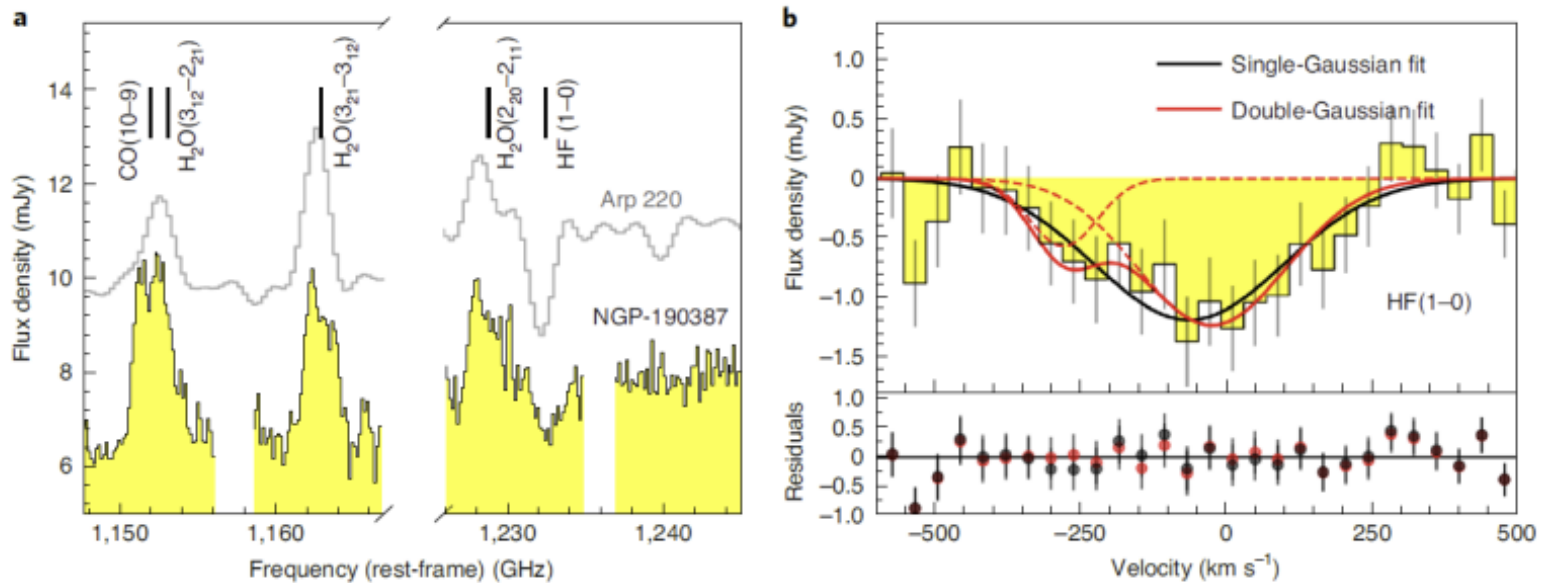 a
CO(10–9)
H₂O(3₁₂–2₂₁)
H₂O(3₂₁–3₁₂)
H₂O(2₂₀–2₁₁)
HF (1–0)
Arp 220
NGP-190387
Flux density (mJy)
14
12
10
8
6
1,150 1,160 1,230 1,240
Frequency (rest-frame) (GHz)
b
Single-Gaussian fit
Double-Gaussian fit
HF(1–0)
Flux density (mJy)
1.0
0.5
0
–0.5
–1.0
–1.5
Residuals
1.0
0.5
0
–0.5
–1.0
–500 –250 0 250 500
Velocity (km s⁻¹)